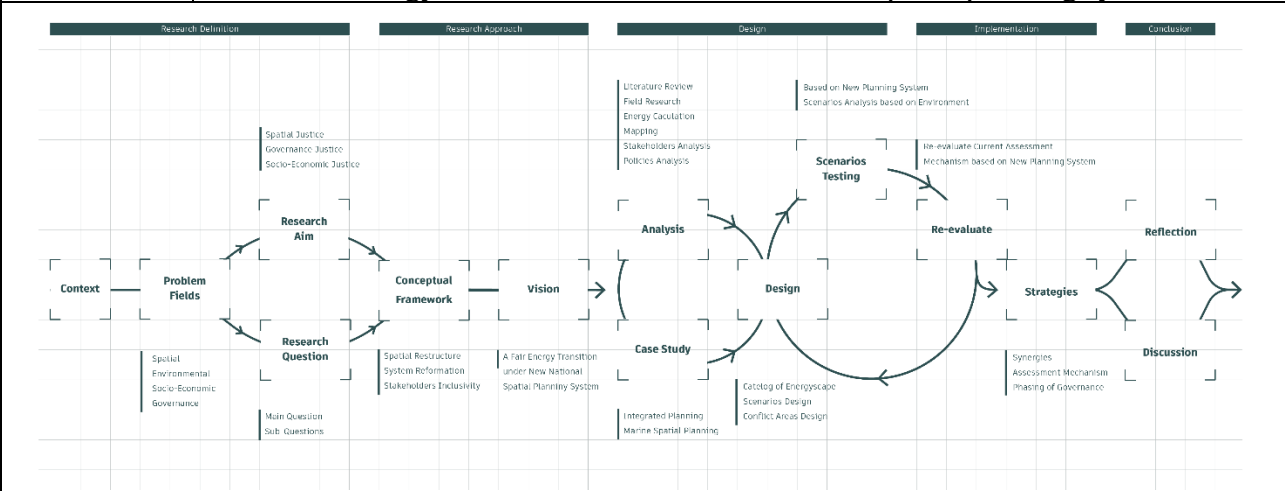 Research Definition
Research Approach
Design
Implementation
Conclusion
Literature Review
Field Research
Energy Caculation
Mapping
Stakeholders Analysis
Policies Analysis
Based on New Planning System
Scenarios Analysis based on Environment
Spatial Justice
Governance Justice
Socio-Economic Justice
Re-evaluate Current Assessment
Mechanism based on New Planning System
Scenarios
Testing
Research
Aim
Analysis
Re-evaluate
Reflection
Context
Problem
Fields
Conceptual
Framework
Vision
Design
Strategies
Research
Question
Case Study
Discussion
Spatial
Environmental
Socio-Economic
Governance
Spatial Restructure
System Reformation
Stakeholders Inclusivity
A Fair Energy Transition
under New National
Spatial Planning System
Synergies
Assessment Mechanism
Phasing of Governance
Catelog of Energyscape
Scenarios Design
Conflict Areas Design
Main Question
Sub Questions
Integrated Planning
Marine Spatial Planning